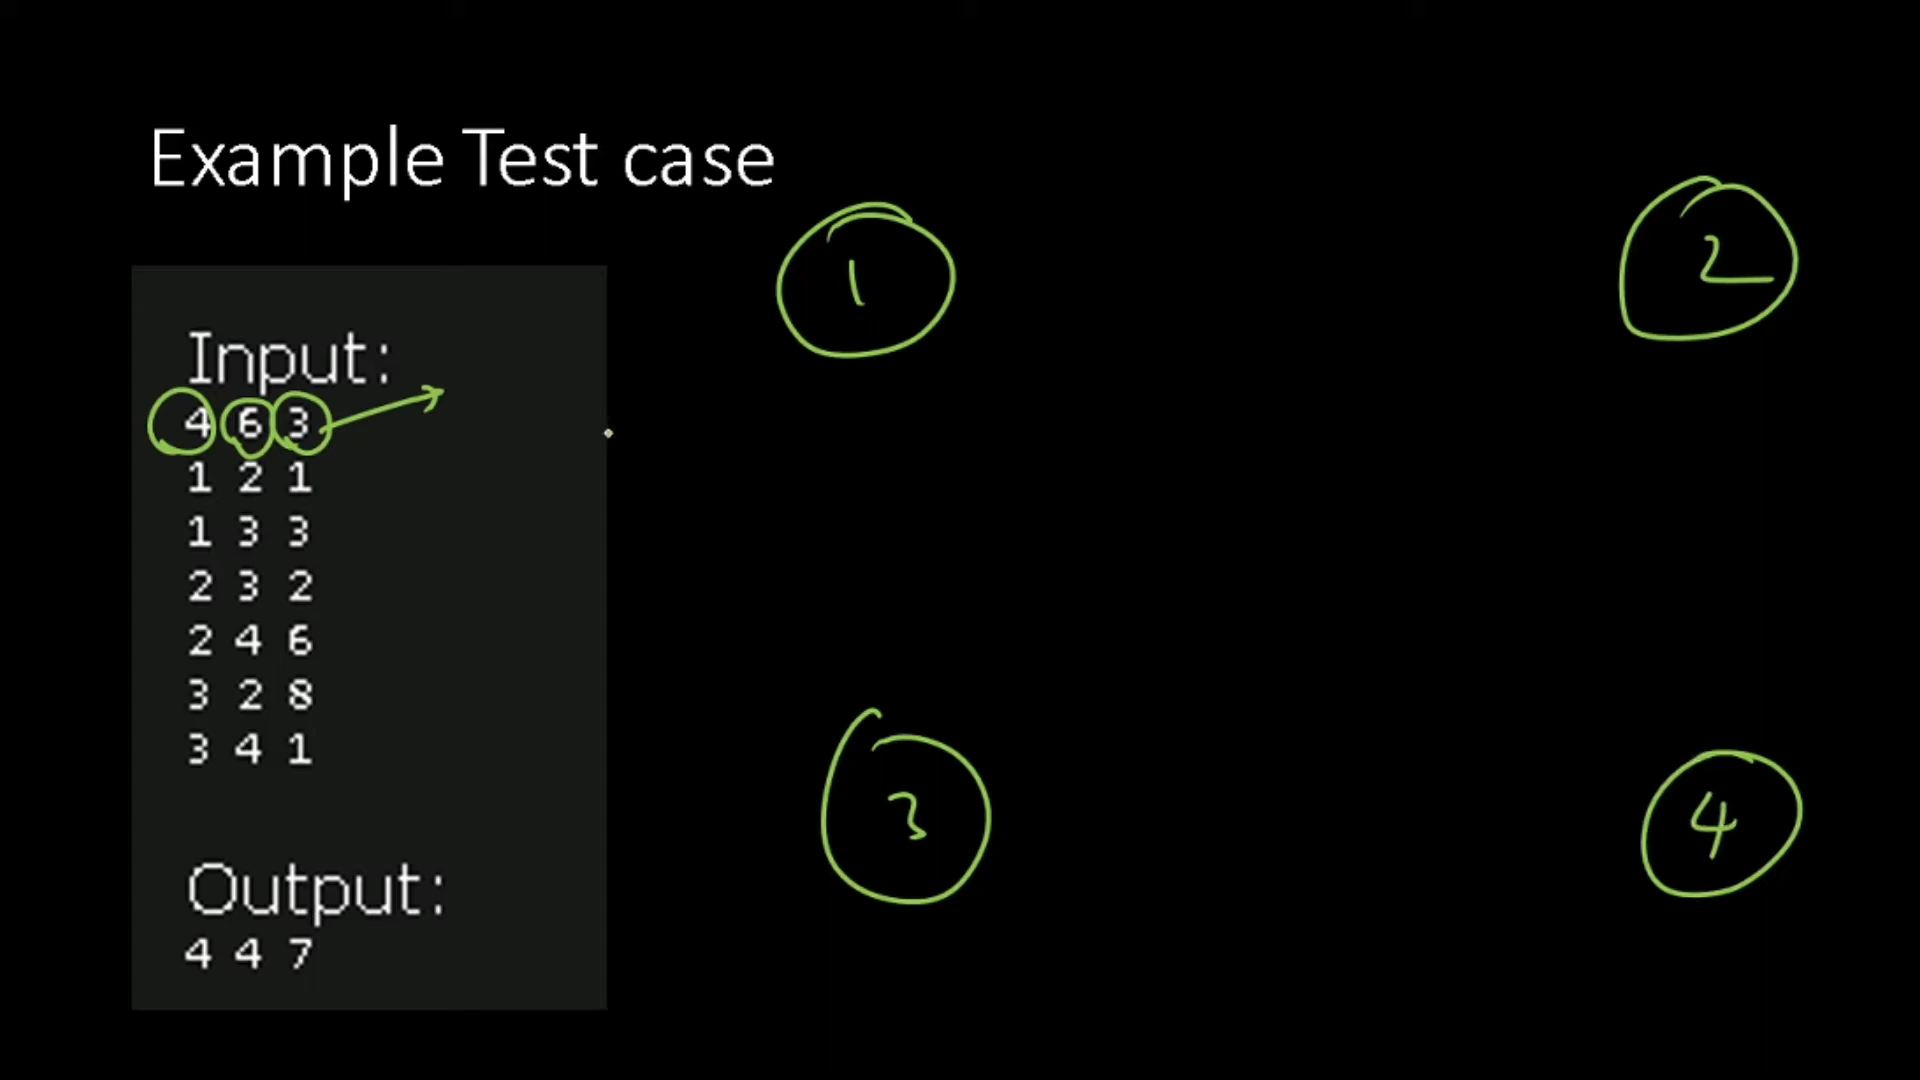 Example Test case
1
2
Input:
4 6 3
1 2 1
1 3 3
2 3 2
2 4 6
3 2 8
3 4 1
3
4
Output:
4 4 7